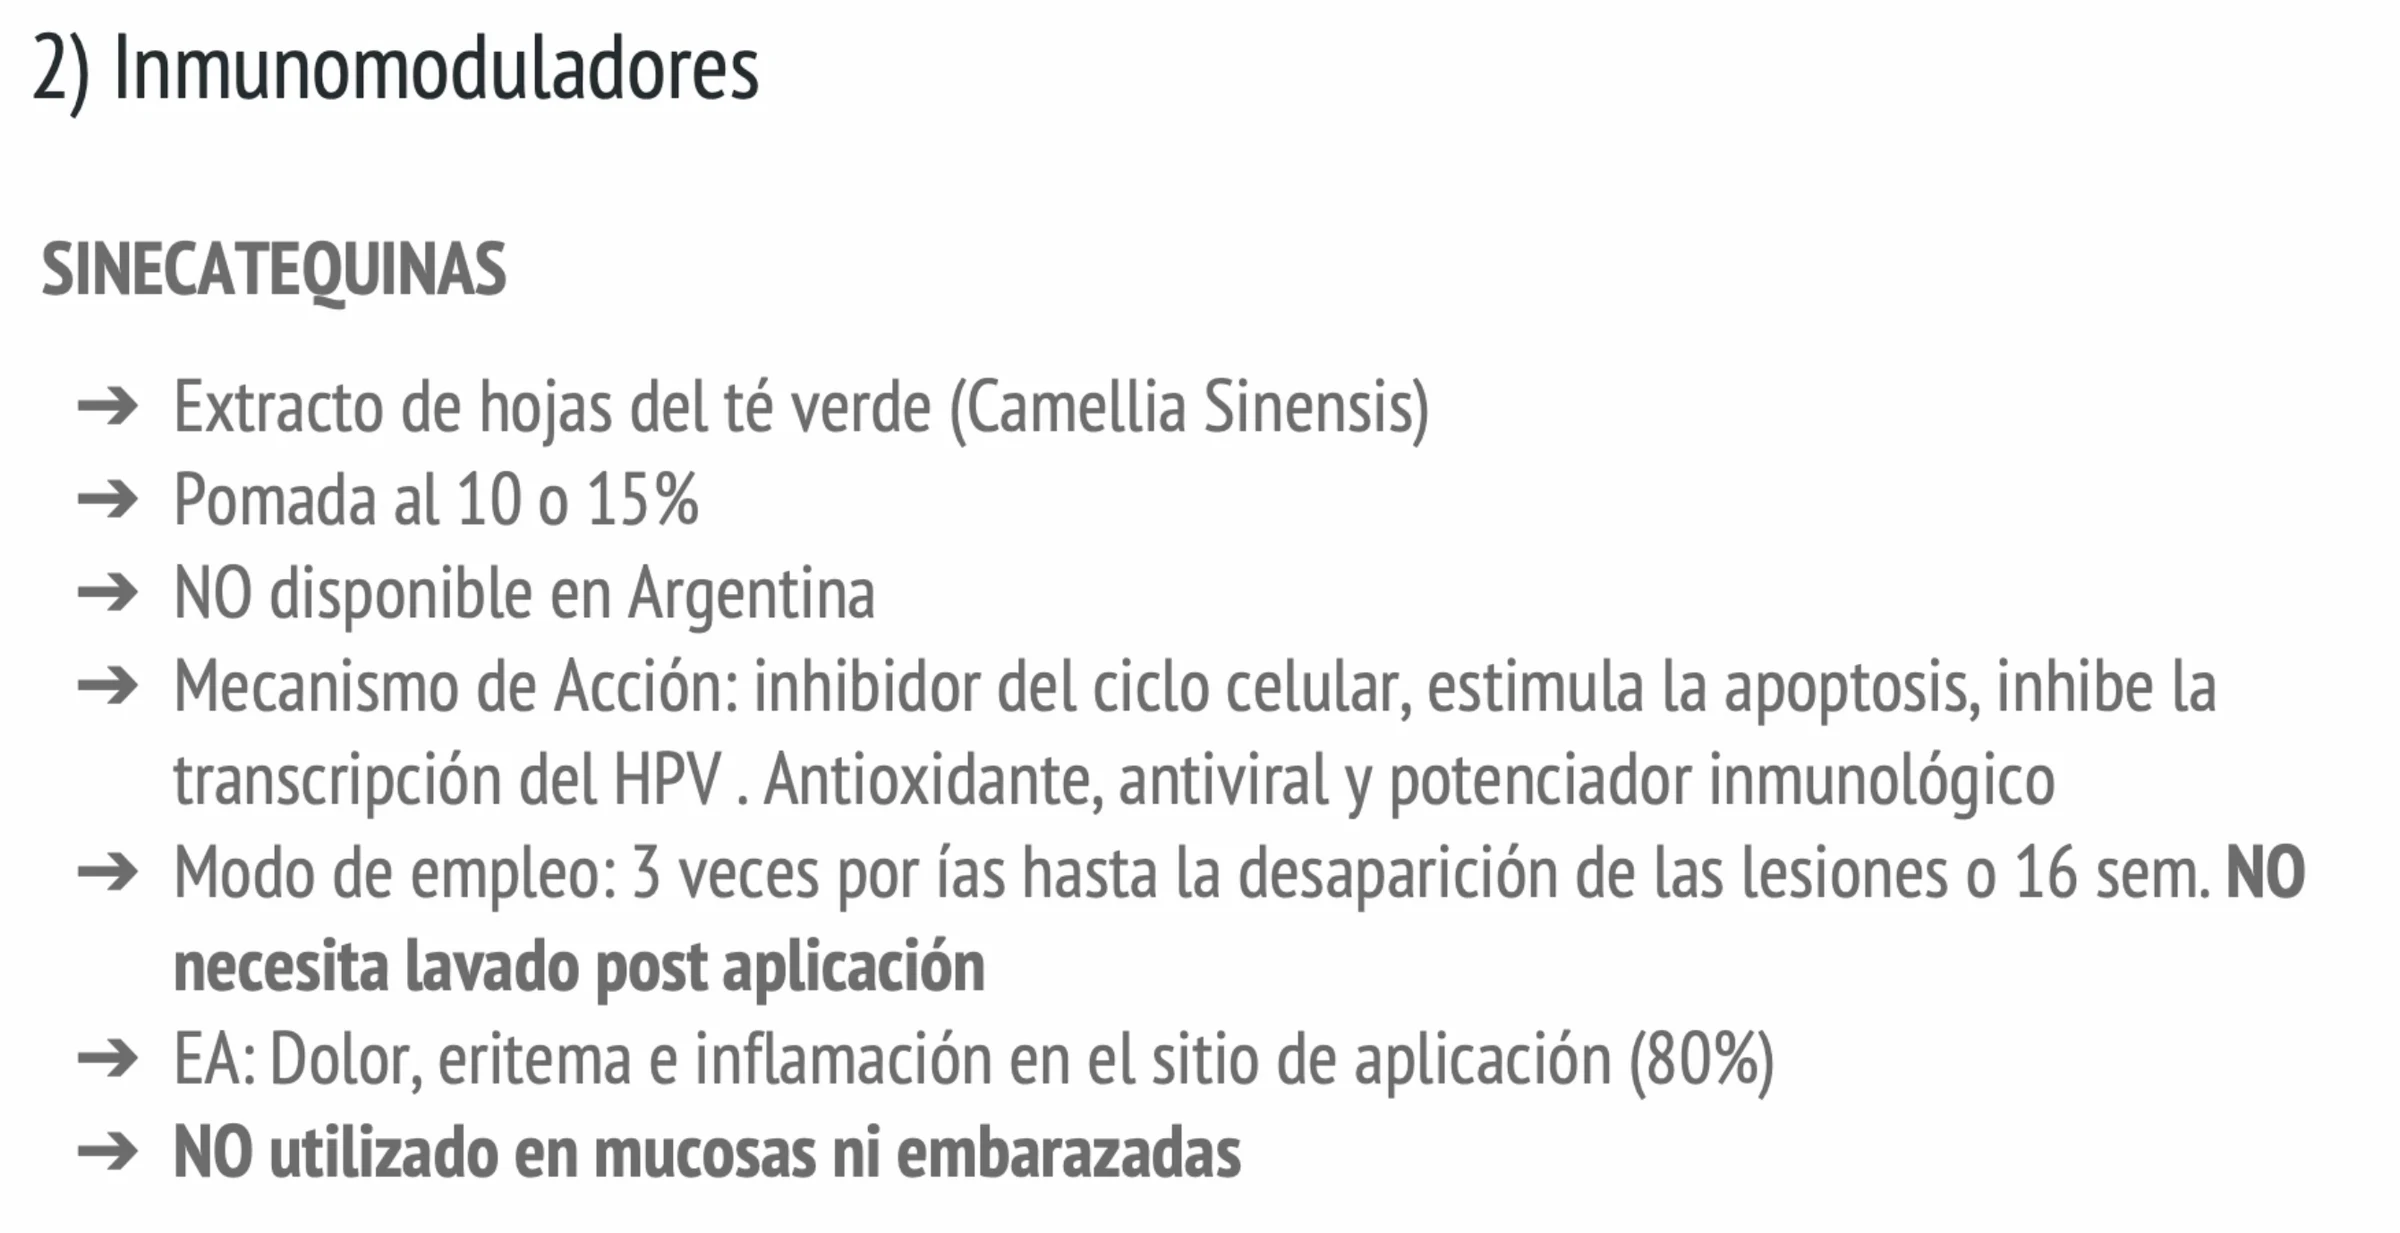 2) Inmunomoduladores
SINECATEQUINAS
➔ Extracto de hojas del té verde (Camellia Sinensis)
➔ Pomada al 10 o 15%
➔ NO disponible en Argentina
➔ Mecanismo de Acción: inhibidor del ciclo celular, estimula la apoptosis, inhibe la
transcripción del HPV . Antioxidante, antiviral y potenciador inmunológico
➔ Modo de empleo: 3 veces por ías hasta la desaparición de las lesiones o 16 sem. NO
necesita lavado post aplicación
➔ EA: Dolor, eritema e inflamación en el sitio de aplicación (80%)
➔ NO utilizado en mucosas ni embarazadas